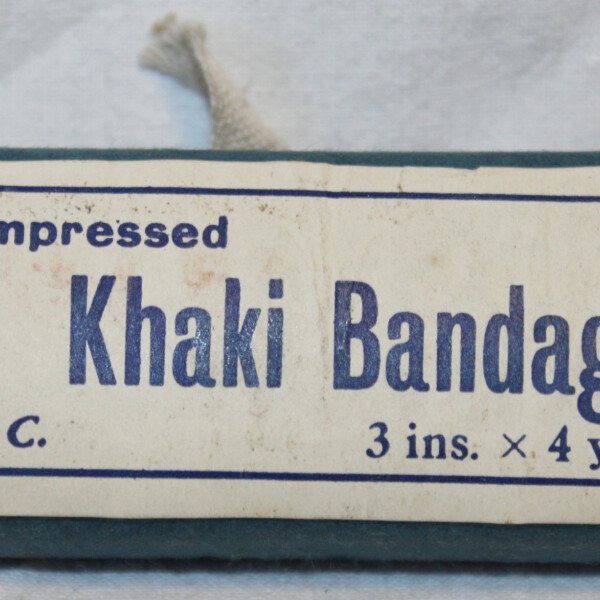 mpressed
Khaki Bandag
C.
3 ins. × 4 y